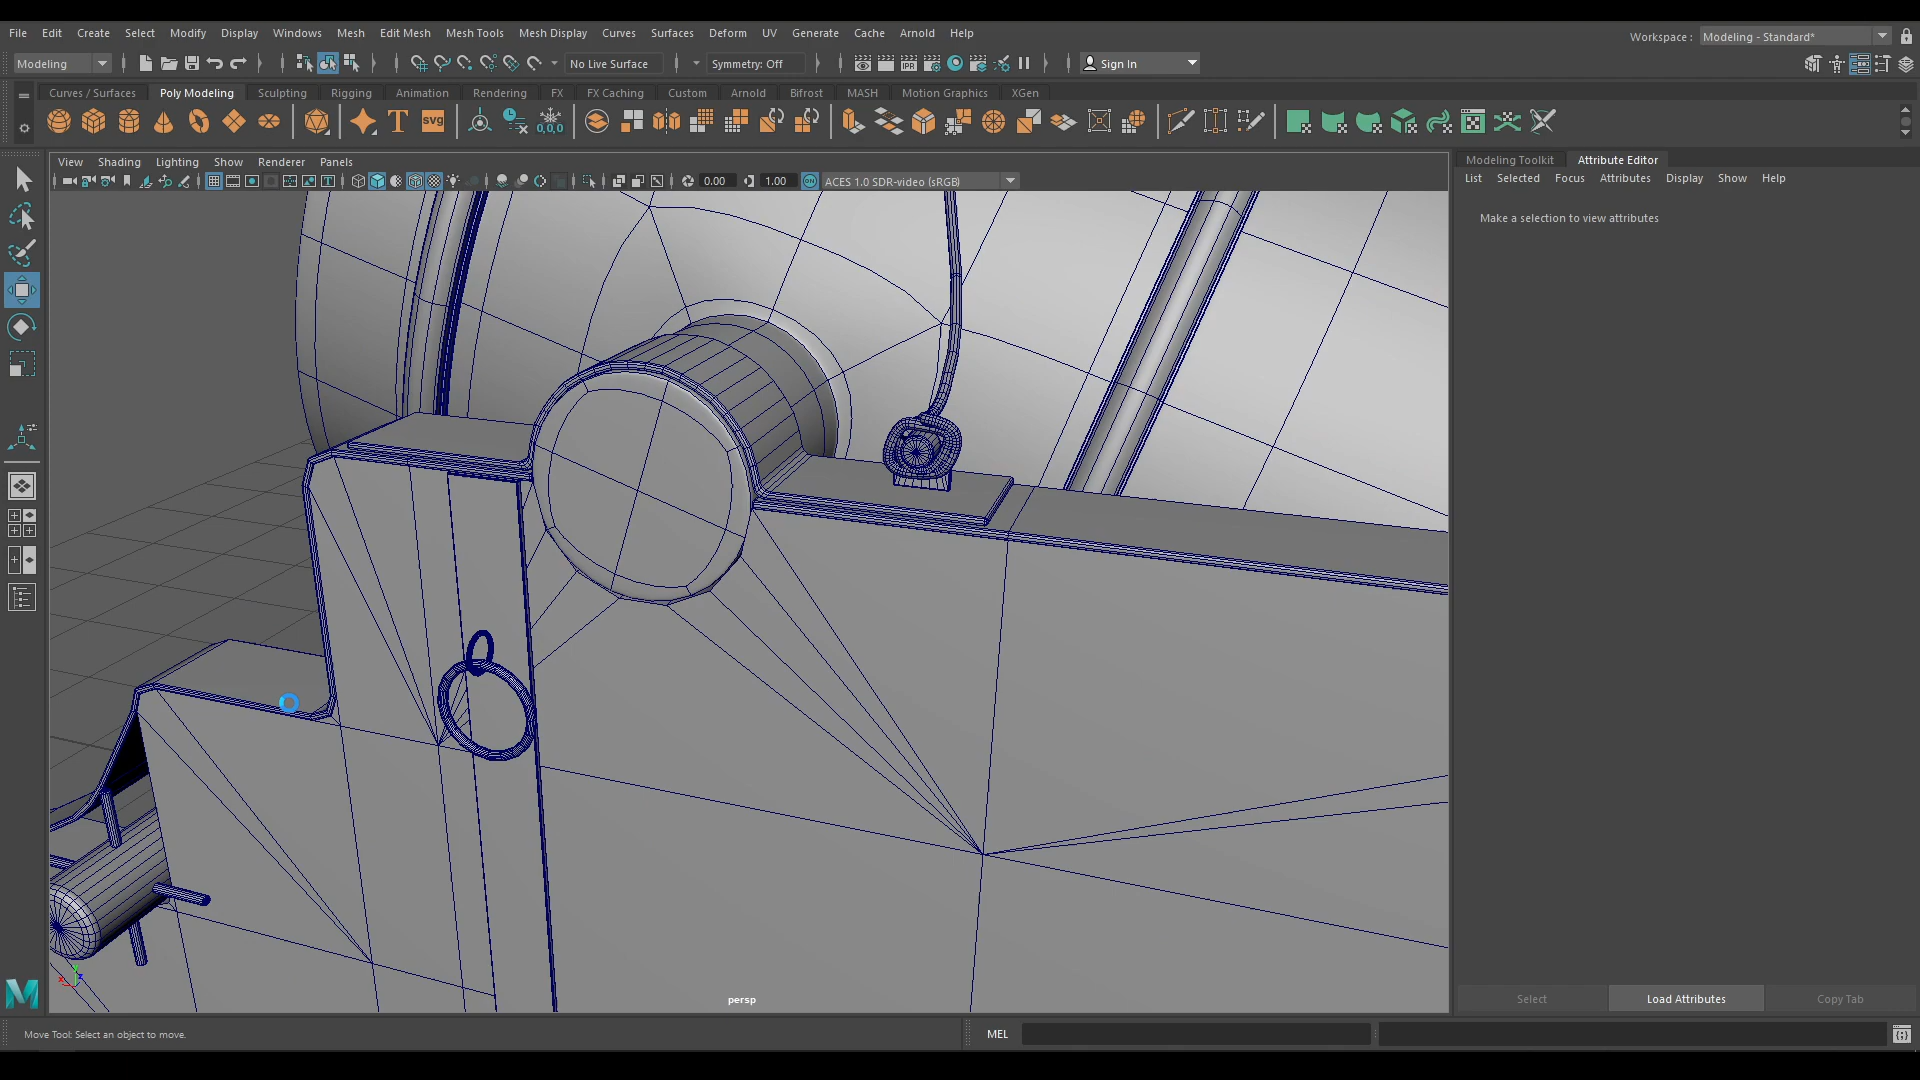 File Edit Create Select Modify Display Windows Mesh Edit Mesh Mesh Tools Mesh Display Curves Surfaces Deform UV Generate Cache Arnold Help
Workspace : Modeling - Standard*
Modeling No Live Surface Symmetry: Off Sign In
Curves / Surfaces Poly Modeling Sculpting Rigging Animation Rendering FX FX Caching Custom Arnold Bifrost MASH Motion Graphics XGen
T svg 0,0,0
View Shading Lighting Show Renderer Panels
0.00 1.00 ACES 1.0 SDR-video (sRGB)
Modeling Toolkit Attribute Editor
List Selected Focus Attributes Display Show Help
Make a selection to view attributes
persp
Select Load Attributes Copy Tab
Move Tool: Select an object to move.
MEL